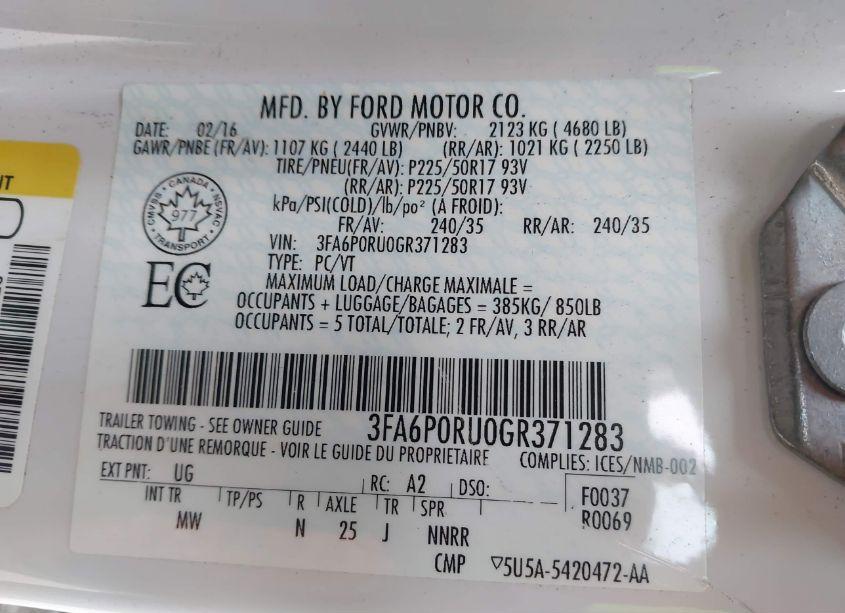 MFD. BY FORD MOTOR CO.
DATE: 02/16 GVWR/PNBV: 2123 KG ( 4680 LB)
GAWR/PNBE (FR/AV): 1107 KG ( 2440 LB) (RR/AR): 1021 KG ( 2250 LB)
TIRE/PNEU(FR/AV): P225/50R17 93V
(RR/AR): P225/50R17 93V
kPa/PSI(COLD)/lb/po² (À FROID):
FR/AV: 240/35 RR/AR: 240/35
VIN: 3FA6P0RU0GR371283
TYPE: PC/VT
MAXIMUM LOAD/CHARGE MAXIMALE =
OCCUPANTS + LUGGAGE/BAGAGES = 385KG/ 850LB
OCCUPANTS = 5 TOTAL/TOTALE; 2 FR/AV, 3 RR/AR
CANADA
CMVSS 977 NSVAC
TRANSPORT
EC
TRAILER TOWING - SEE OWNER GUIDE 3FA6P0RU0GR371283
TRACTION D'UNE REMORQUE - VOIR LE GUIDE DU PROPRIETAIRE COMPLIES: ICES/NMB-002
EXT PNT: UG RC: A2 DSO: F0037
INT TR TP/PS R AXLE TR SPR R0069
MW N 25 J NNRR
CMP ▽5U5A-5420472-AA